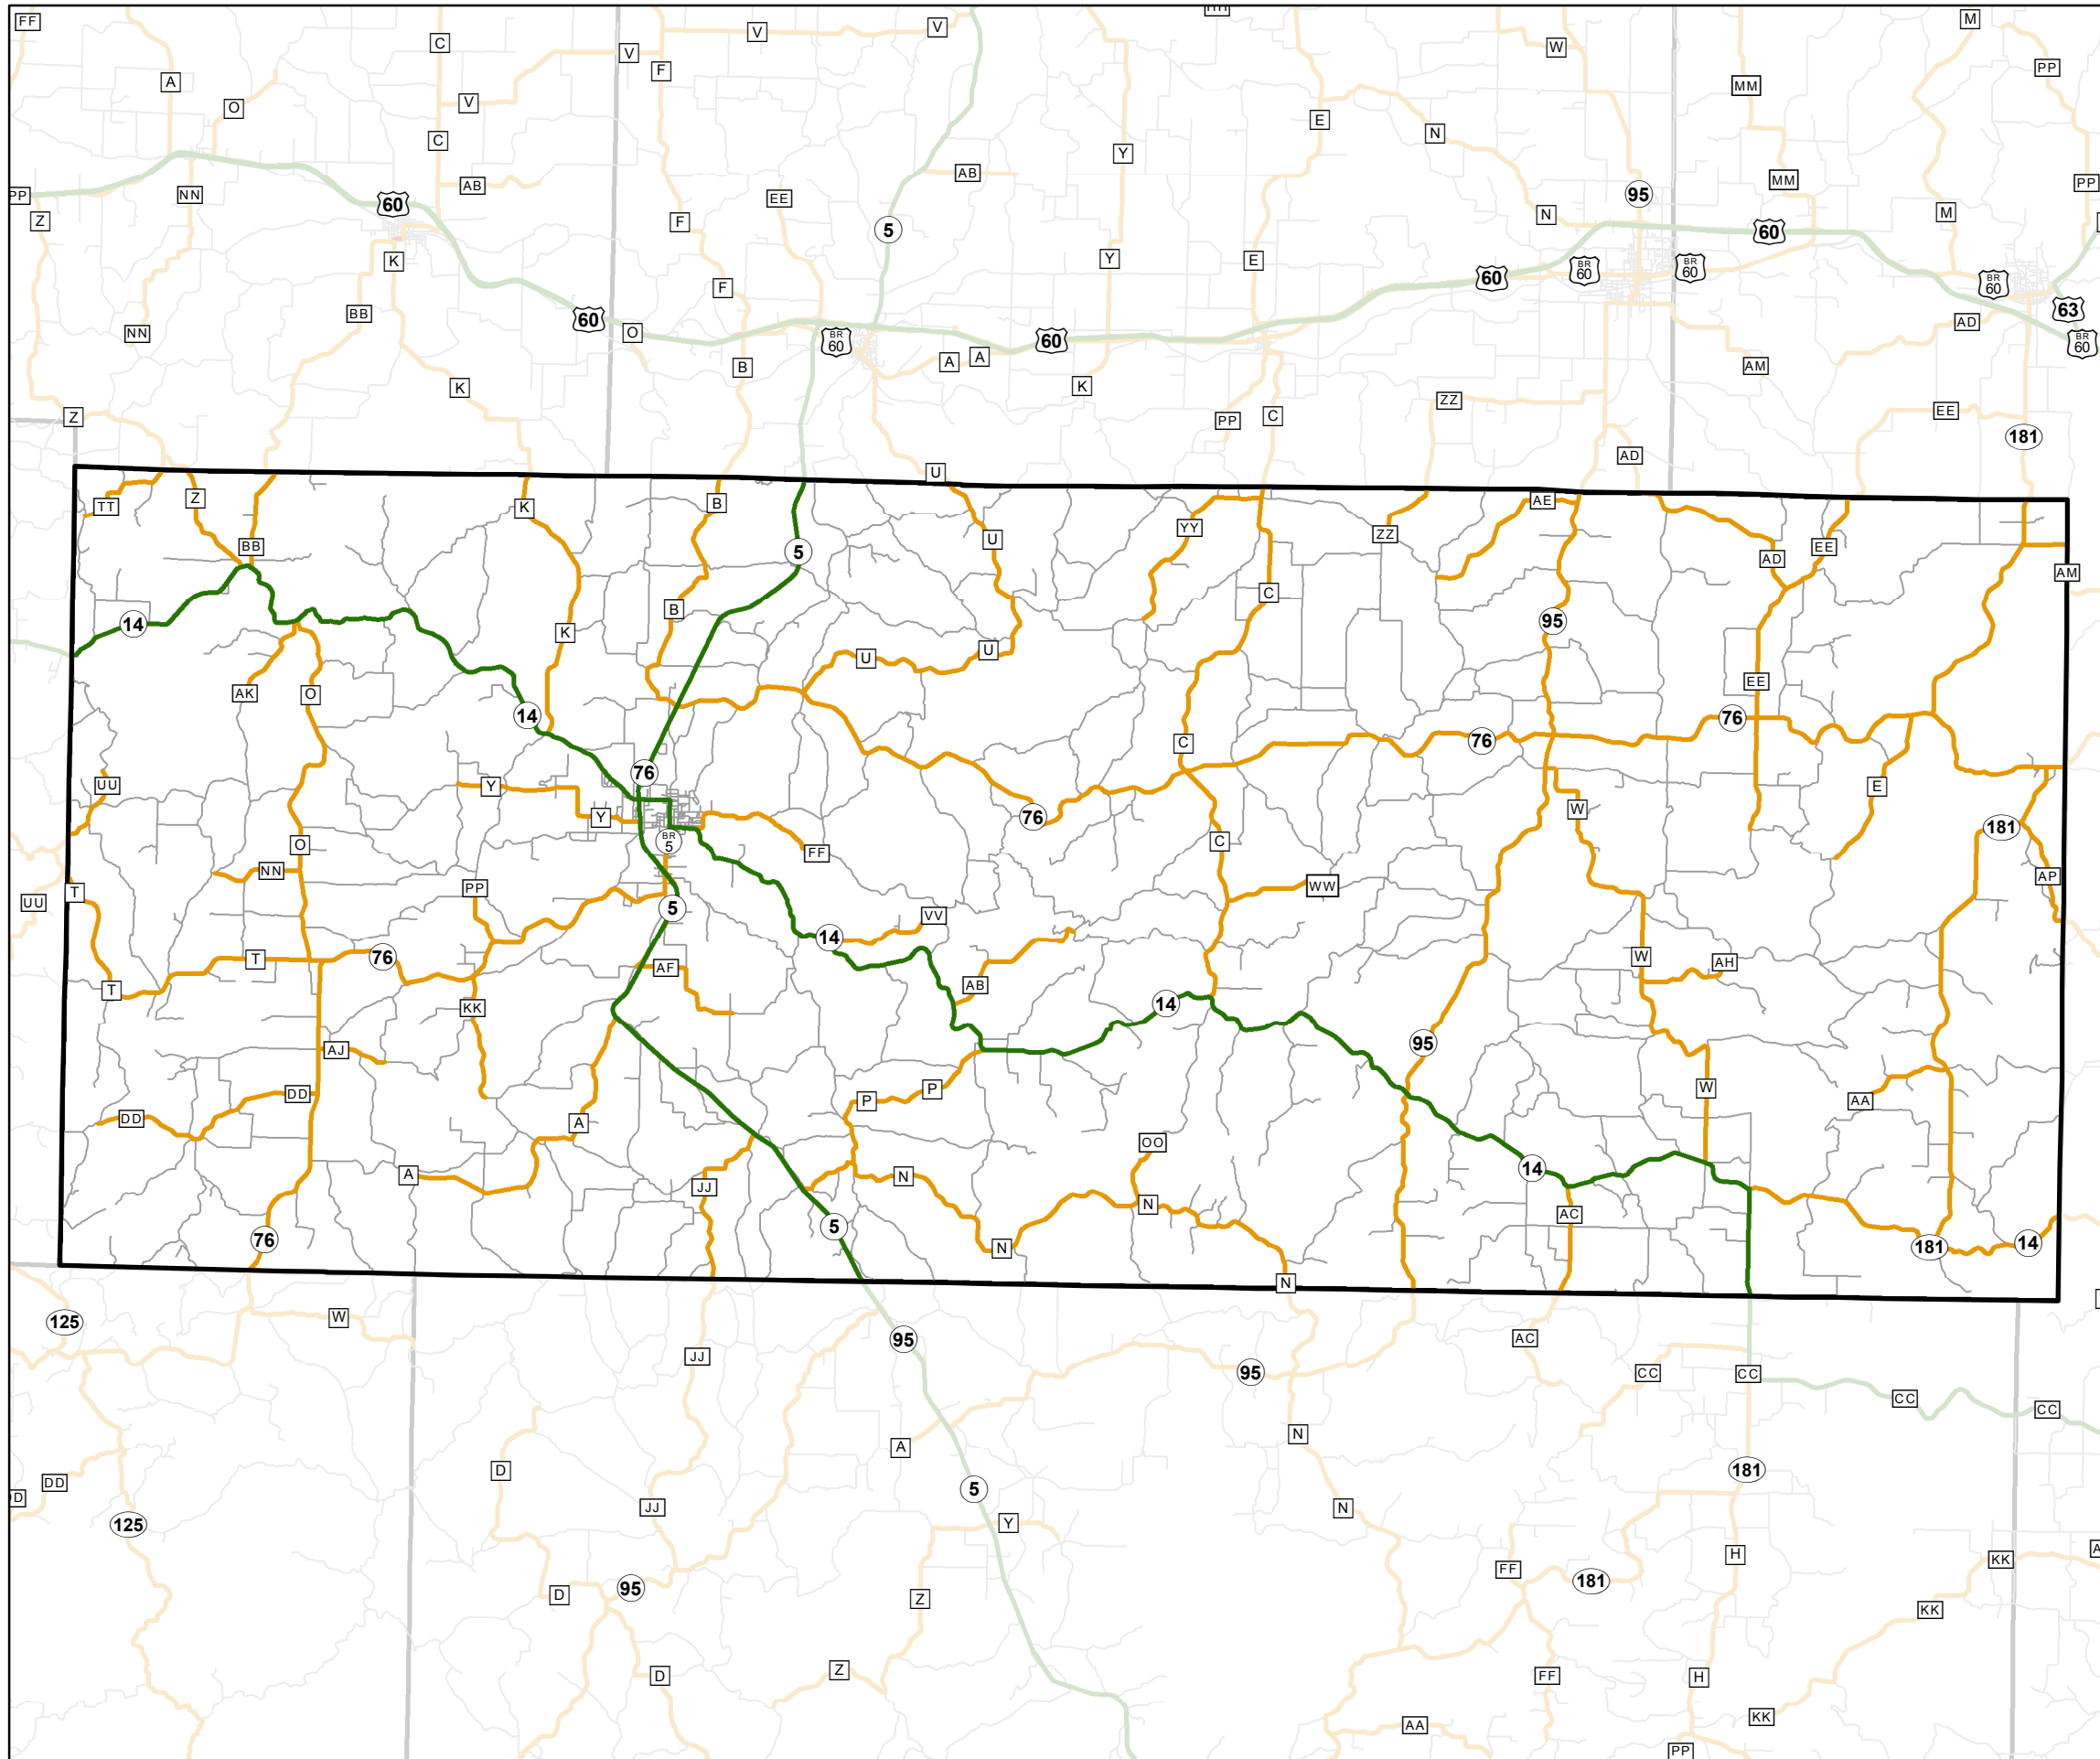 FF
C
V
V
HH
M
V
F
W
A
PP
O
V
MM
E
C
N
Y
AB
AB
MM
PP
PP
NN
EE
95
60
M
Z
F
N
5
60
K
Y
E
BR
60
BR
60
60
BR
60
BB
F
63
60
NN
O
BR
60
60
AD
BR
60
A
A
B
AM
K
K
ZZ
EE
Z
PP
C
181
AD
U
Z
B
AE
TT
K
YY
ZZ
U
BB
5
EE
AD
AM
C
B
14
95
K
U
U
EE
AK
O
14
76
C
76
76
UU
Y
E
W
76
Y
181
BR
5
C
O
FF
NN
AP
PP
WW
T
UU
5
VV
14
76
W
T
AH
AF
AB
T
14
KK
95
AJ
P
W
DD
AA
P
DD
A
OO
14
A
N
JJ
N
AC
5
76
14
181
N
N
W
125
AC
95
JJ
95
CC
CC
CC
CC
N
A
181
D
DD
5
DD
JJ
N
Y
125
H
KK
FF
181
95
D
Z
KK
Z
D
FF
H
KK
AA
PP